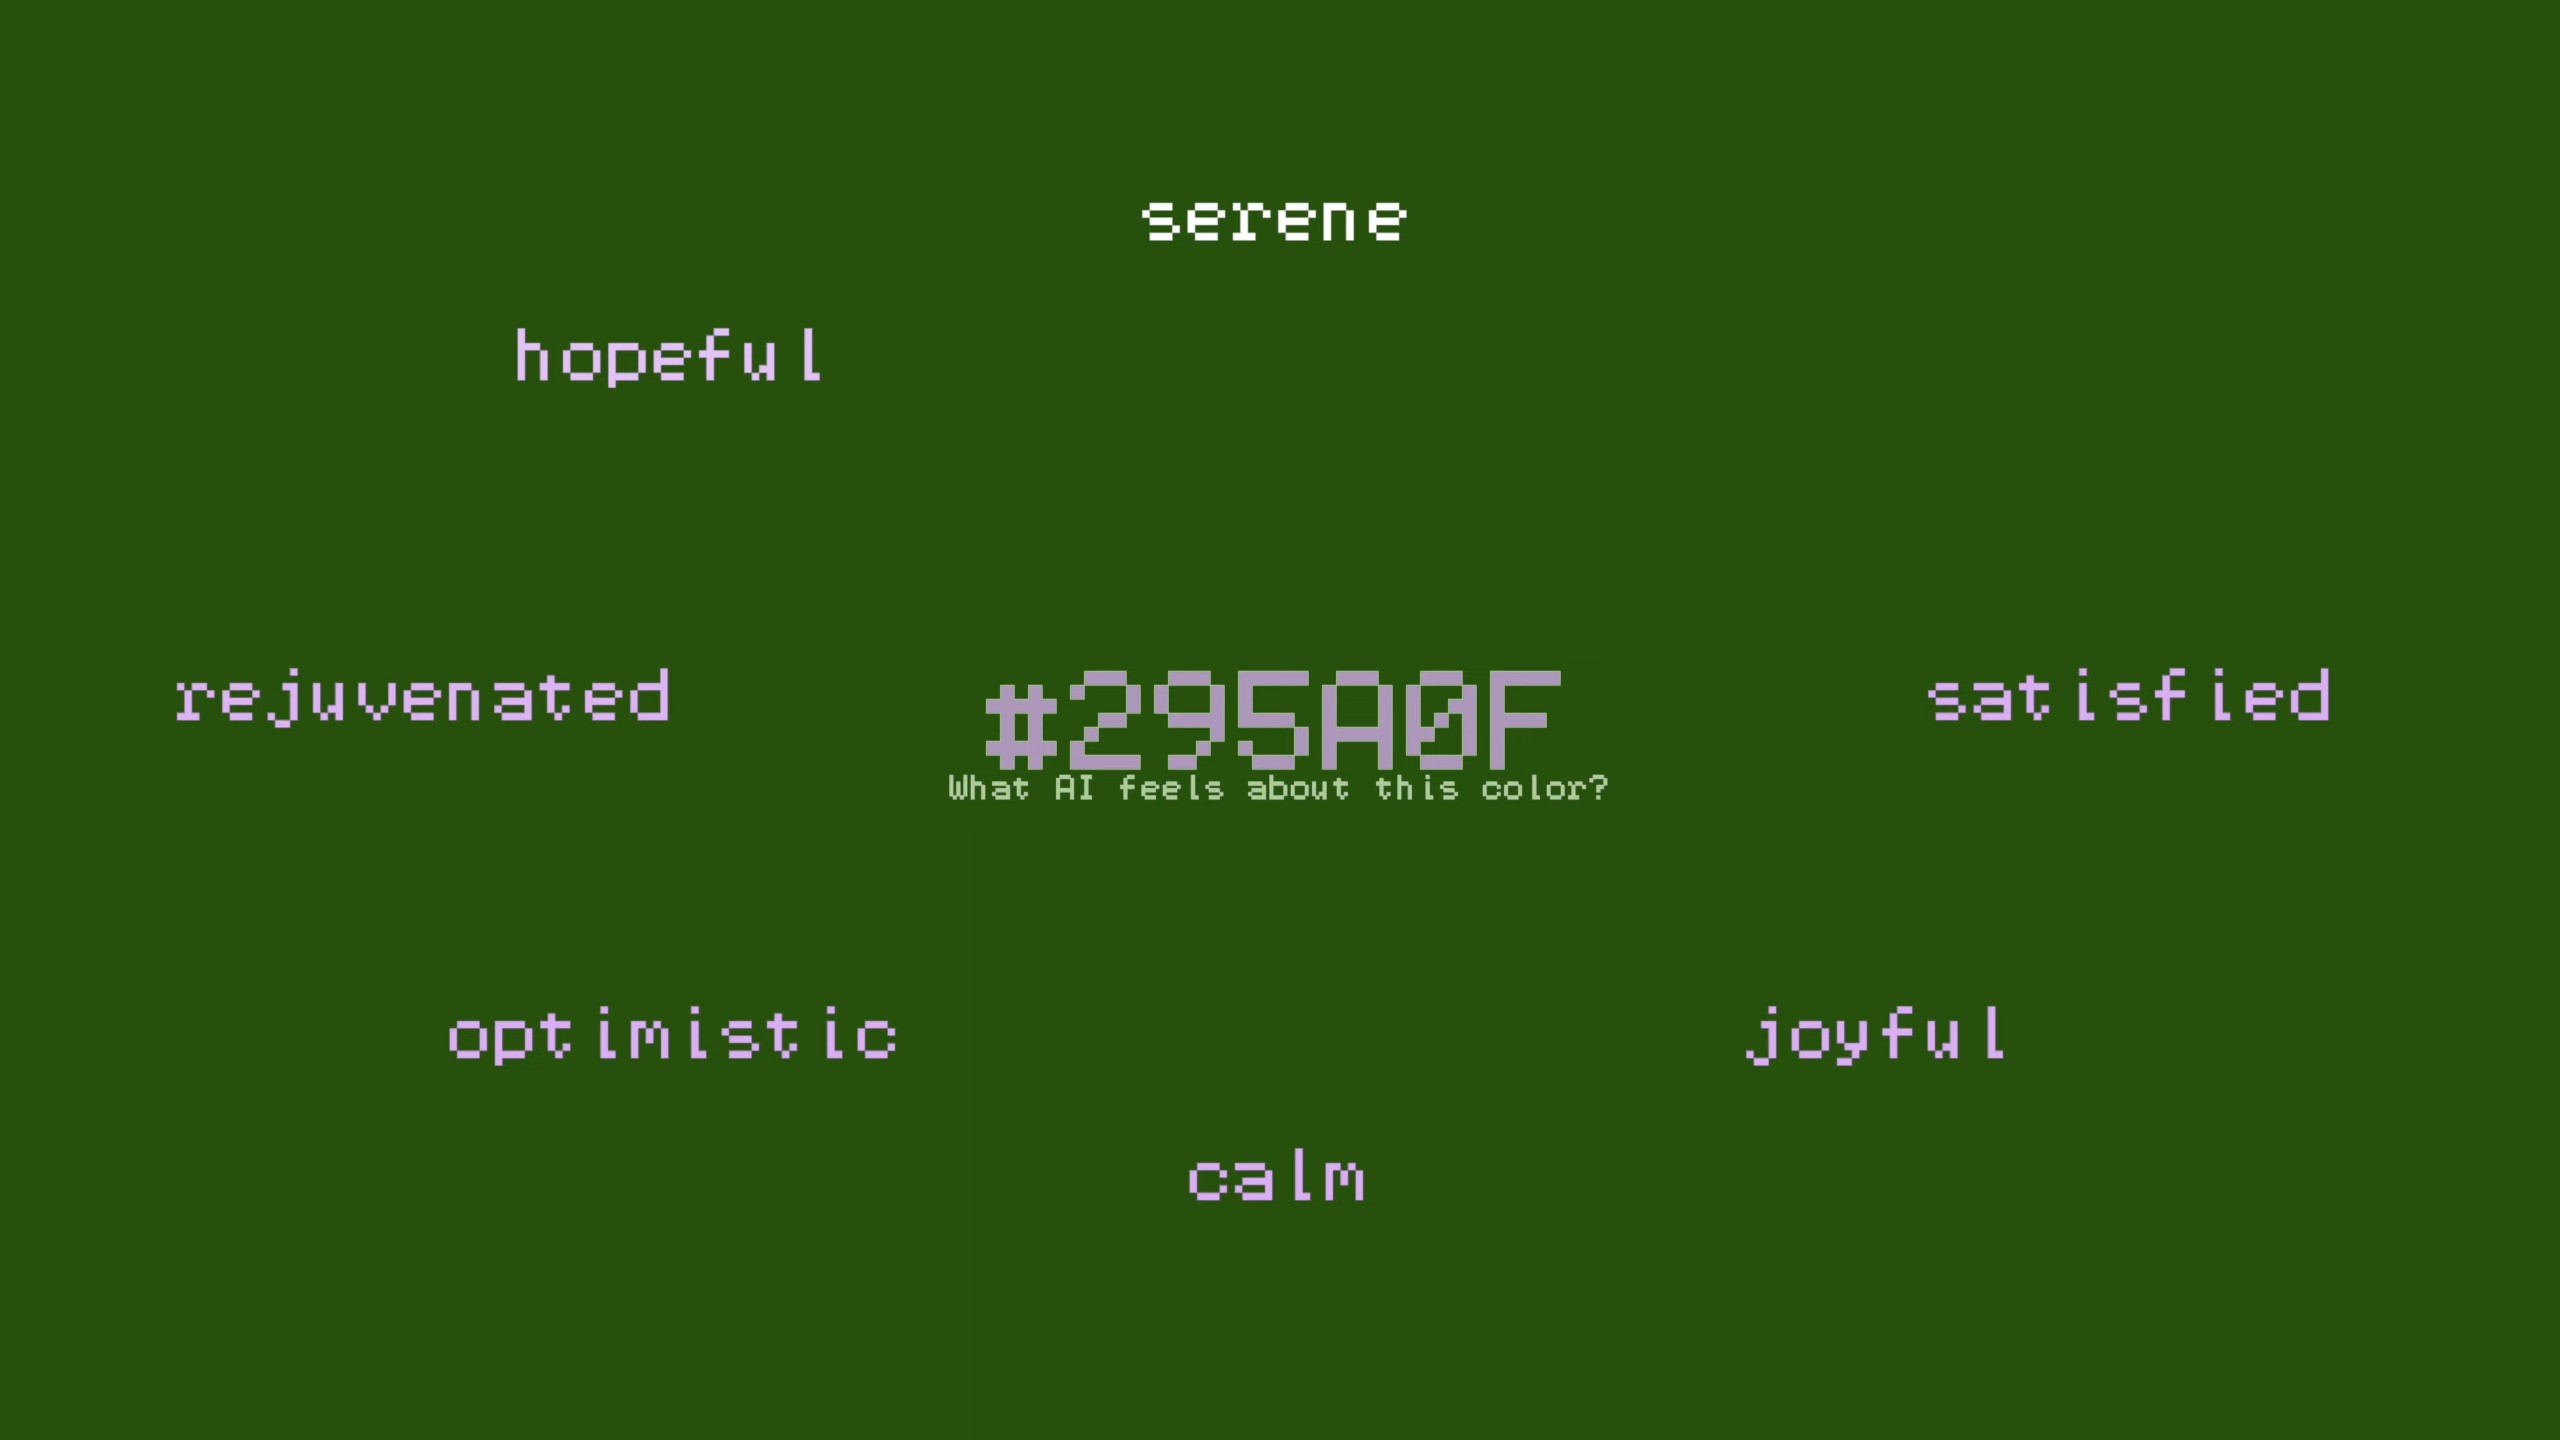 serene
hopeful
rejuvenated
#295A0F
satisfied
What AI feels about this color?
optimistic
joyful
calm